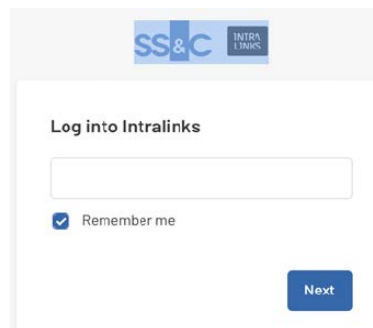 SS&C INTRA
LINKS
Log into Intralinks
Remember me
Next